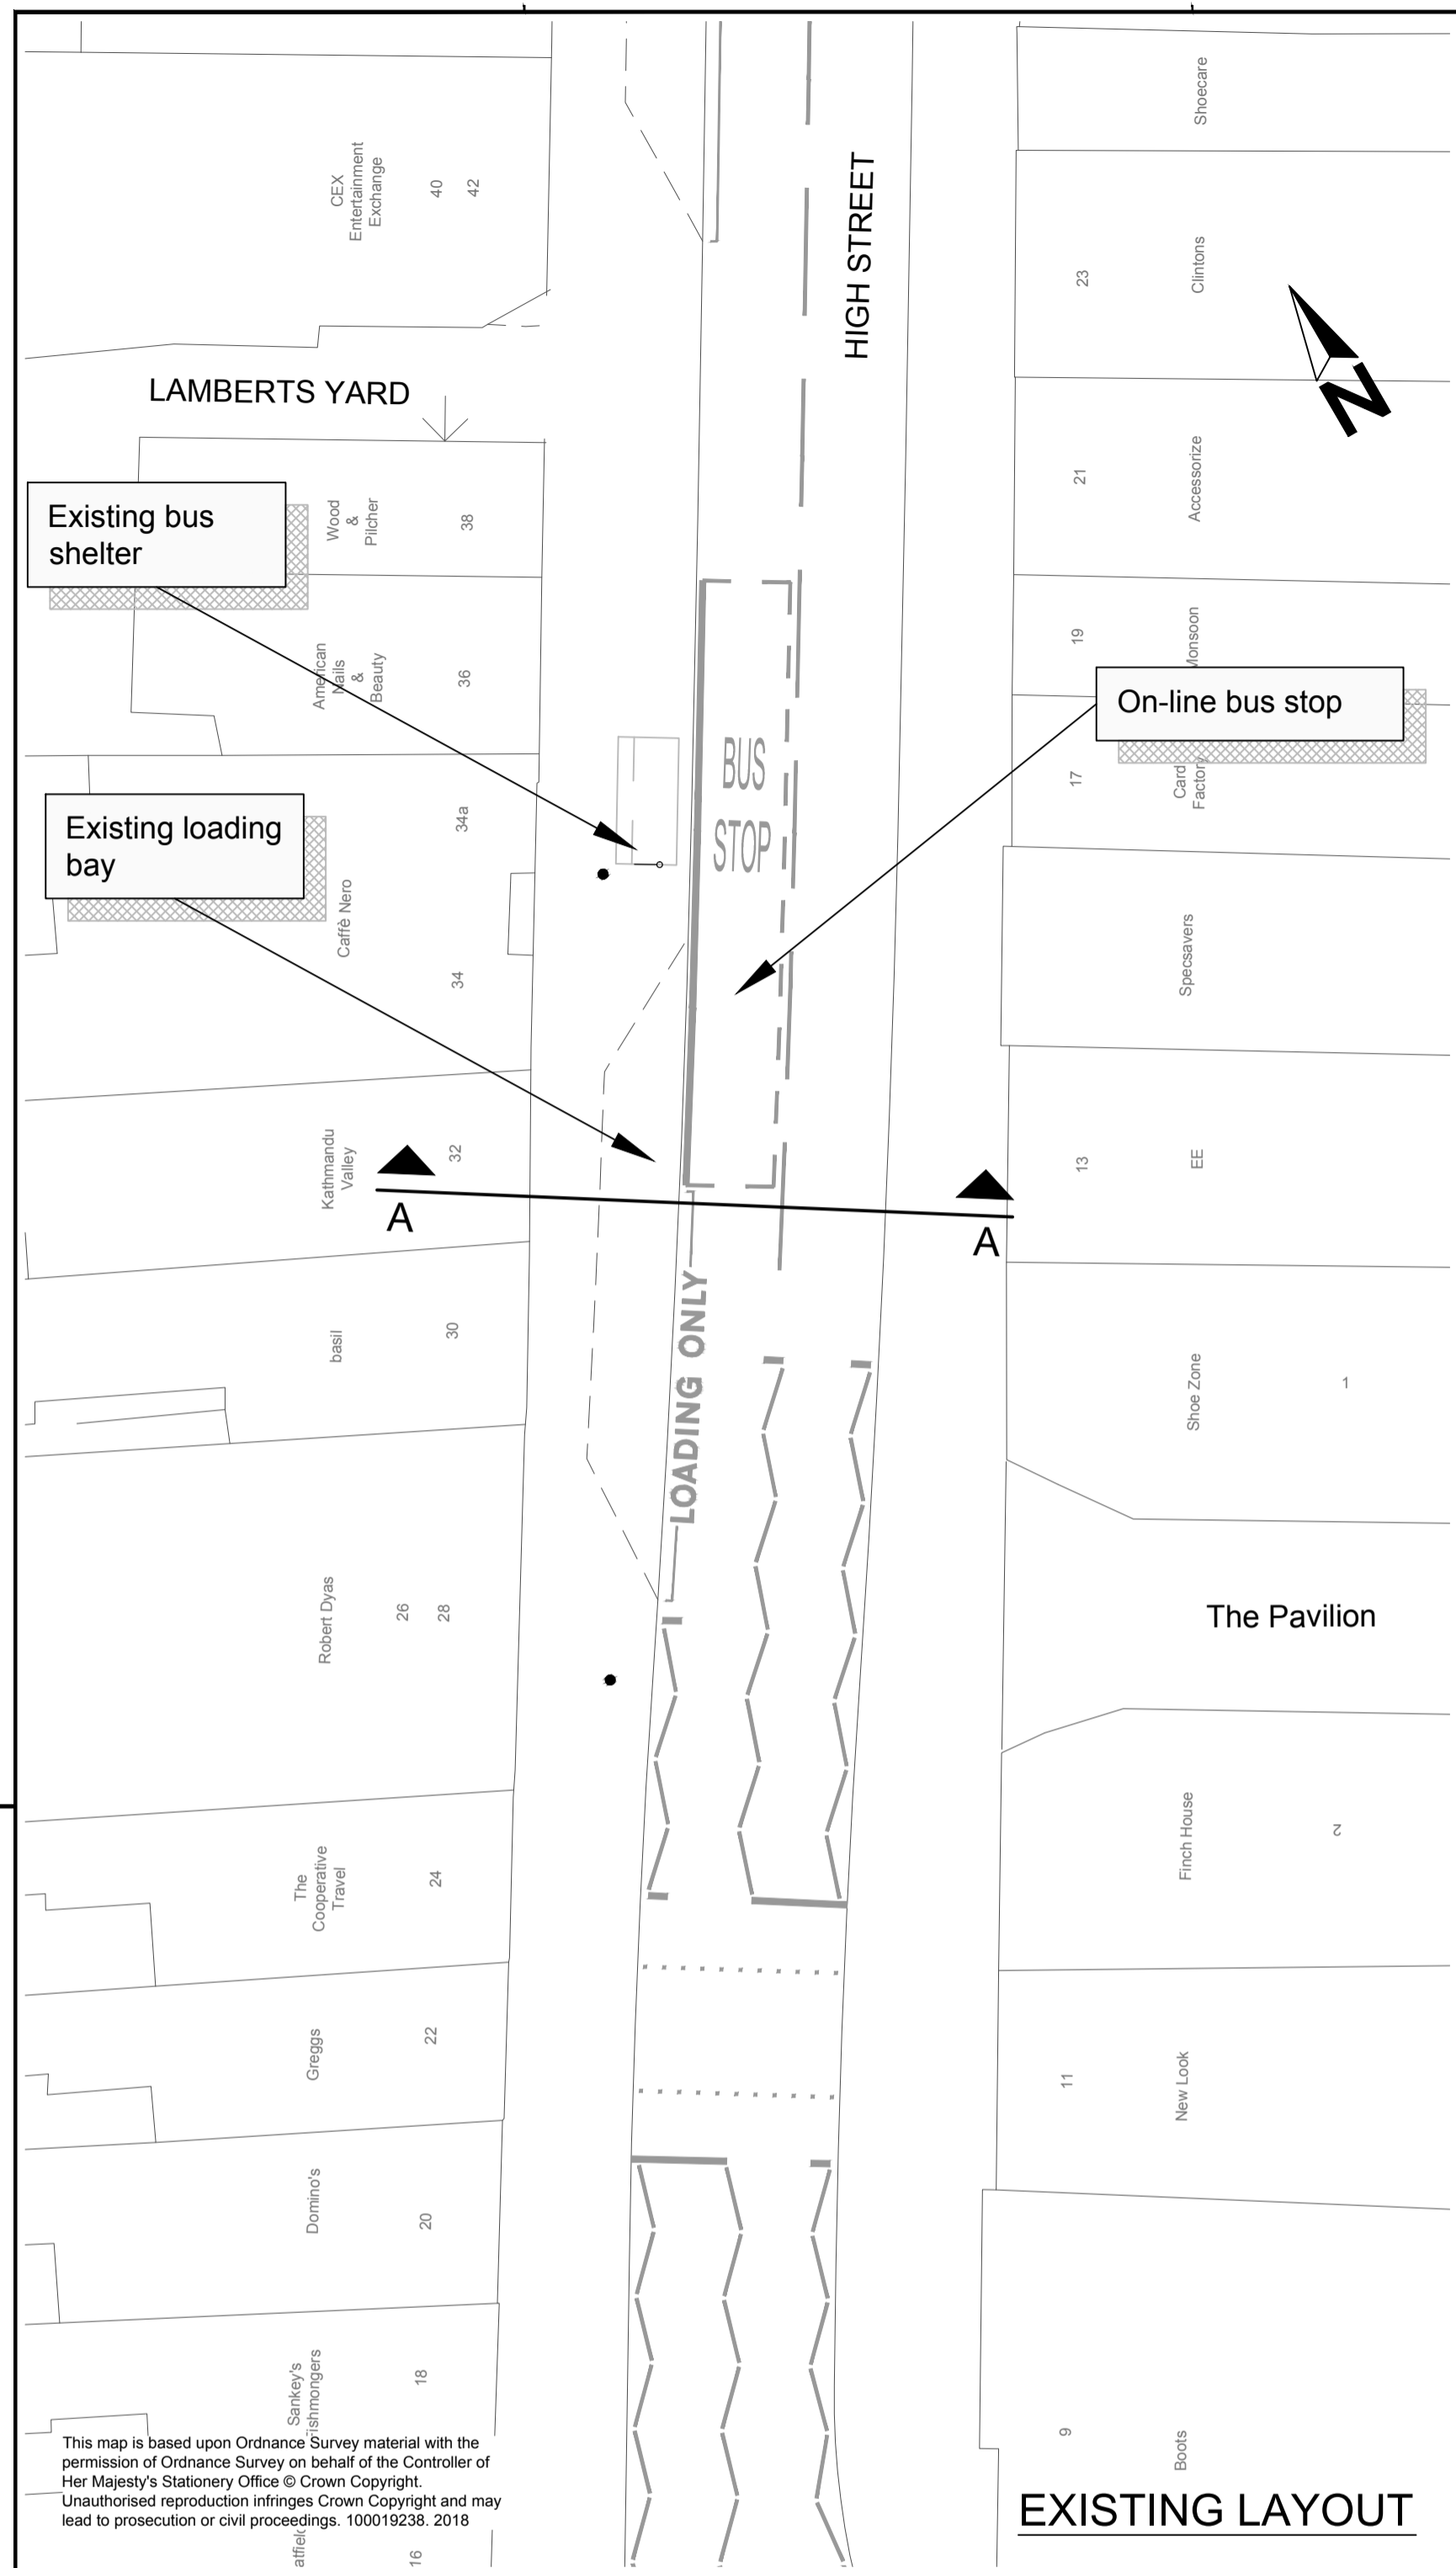 Shoecare
CEX
Entertainment
Exchange
40
42
HIGH STREET
23
Clintons
N
LAMBERTS YARD
21
Accessorize
Existing bus
shelter
Wood
&
Pilcher
38
19
Monsoon
American
Nails
&
Beauty
36
On-line bus stop
BUS
STOP
17
Card
Factory
Existing loading
bay
34a
Caffè Nero
34
Specsavers
Kathmandu
Valley
32
13
EE
A
A
LOADING ONLY
basil
30
Shoe Zone
1
Robert Dyas
26
28
The Pavilion
The
Cooperative
Travel
24
Finch House
2
Greggs
22
11
New Look
Domino's
20
Sankey's
ishmongers
18
9
Boots
This map is based upon Ordnance Survey material with the
permission of Ordnance Survey on behalf of the Controller of
Her Majesty's Stationery Office © Crown Copyright.
Unauthorised reproduction infringes Crown Copyright and may
lead to prosecution or civil proceedings. 100019238. 2018
EXISTING LAYOUT
16